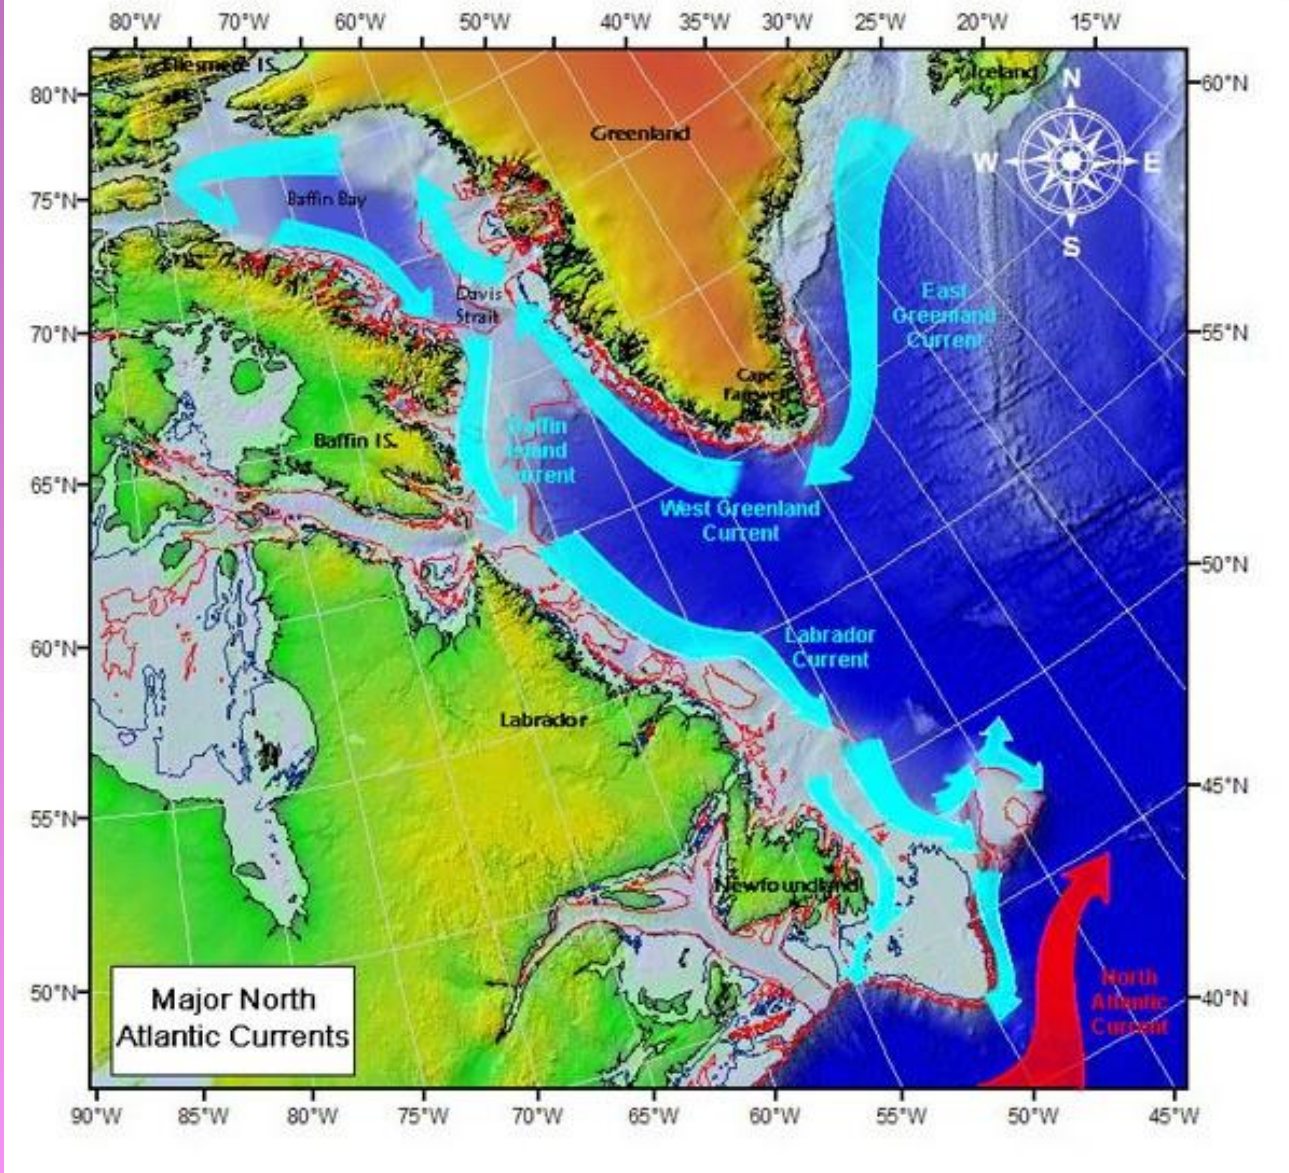 80°W 70°W 60°W 50°W 40°W 35°W 30°W 25°W 20°W 15°W
Ellesmere IS.
Iceland
N
80°N
60°N
Greenland
W
E
75°N
Baffin Bay
S
Davis
Strait
East
Greenland
Current
70°N
55°N
Cape
Farewell
Baffin IS.
Baffin
Island
Current
65°N
West Greenland
Current
50°N
Labrador
Current
60°N
Labrador
45°N
55°N
Newfoundland
North
Atlantic
Current
50°N
40°N
Major North
Atlantic Currents
90°W 85°W 80°W 75°W 70°W 65°W 60°W 55°W 50°W 45°W